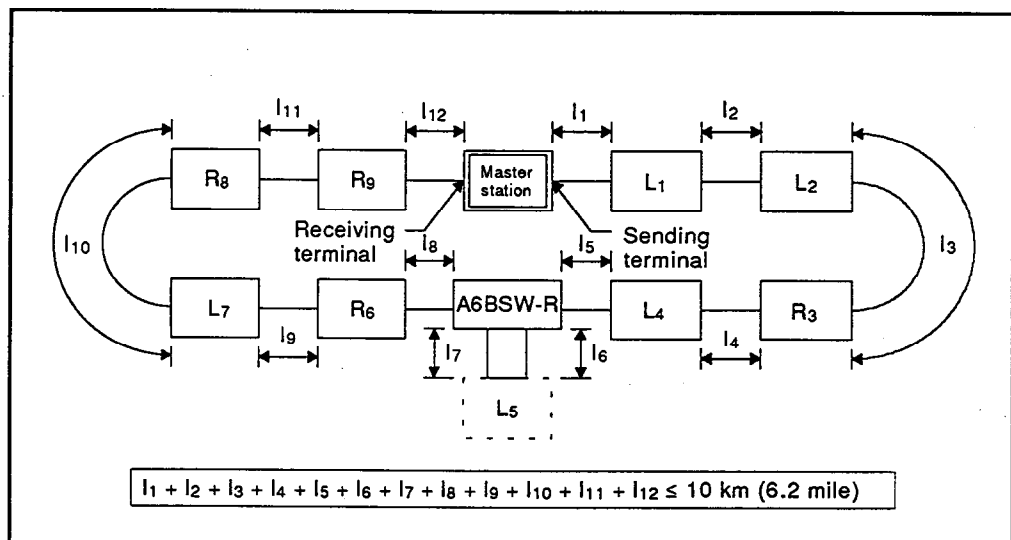 l₁₁ l₁₂ l₁ l₂
R₈ R₉ Master station L₁ L₂
Receiving terminal l₈ l₅ Sending terminal
l₁₀ l₃
L₇ R₆ A6BSW-R L₄ R₃
l₉ l₇ l₆ l₄
L₅
l₁ + l₂ + l₃ + l₄ + l₅ + l₆ + l₇ + l₈ + l₉ + l₁₀ + l₁₁ + l₁₂ ≤ 10 km (6.2 mile)